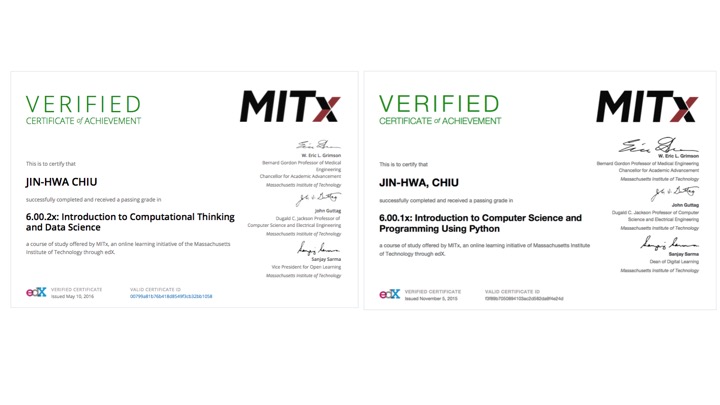 VERIFIED
CERTIFICATE of ACHIEVEMENT
MITx
This is to certify that
JIN-HWA CHIU
successfully completed and received a passing grade in
6.00.2x: Introduction to Computational Thinking
and Data Science
a course of study offered by MITx, an online learning initiative of the Massachusetts
Institute of Technology through edX.
W. Eric L. Grimson
Bernard Gordon Professor of Medical
Engineering
Chancellor for Academic Advancement
Massachusetts Institute of Technology
John Guttag
Dugald C. Jackson Professor of
Computer Science and Electrical Engineering
Massachusetts Institute of Technology
Sanjay Sarma
Vice President for Open Learning
Massachusetts Institute of Technology
edX
VERIFIED CERTIFICATE
Issued May 10, 2016
VALID CERTIFICATE ID
VERIFIED
CERTIFICATE of ACHIEVEMENT
MITx
This is to certify that
JIN-HWA, CHIU
successfully completed and received a passing grade in
6.00.1x: Introduction to Computer Science and
Programming Using Python
a course of study offered by MITx, an online learning initiative of Massachusetts Institute
of Technology through edX.
W. Eric L. Grimson
Bernard Gordon Professor of Medical Engineering
Chancellor for Academic Advancement
Massachusetts Institute of Technology
John Guttag
Dugald C. Jackson Professor of Computer
Science and Electrical Engineering
Massachusetts Institute of Technology
Sanjay Sarma
Dean of Digital Learning
Massachusetts Institute of Technology
edX
VERIFIED CERTIFICATE
Issued November 5, 2015
VALID CERTIFICATE ID